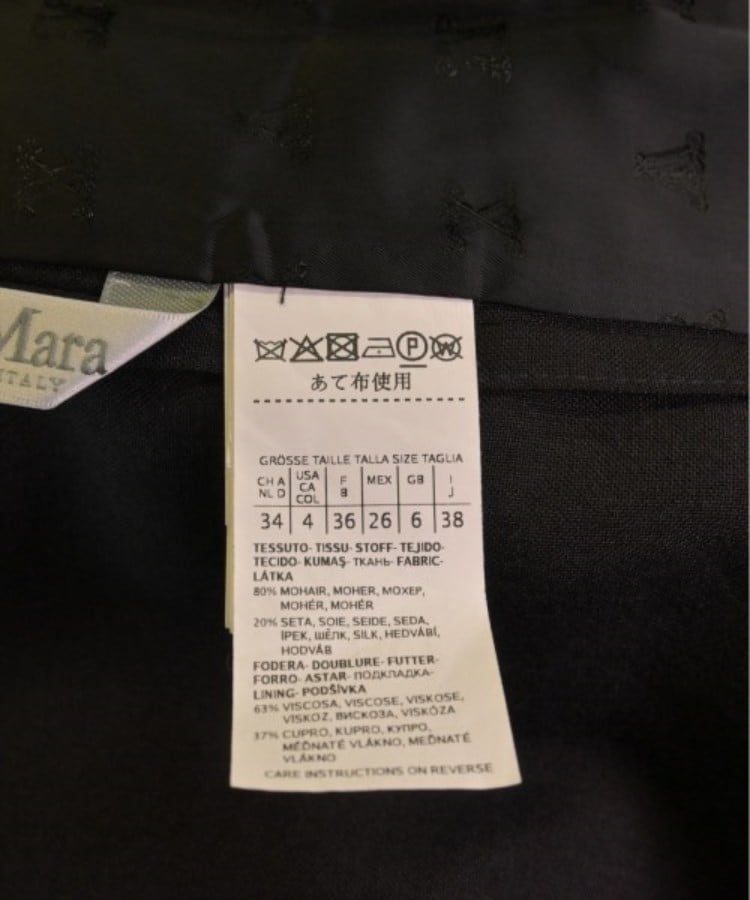 Mara
ITALY
P W
あて布使用
GRÖSSE TAILLE TALLA SIZE TAGLIA
CH A NL D USA CA COL F B MEX GB I J
34 4 36 26 6 38
TESSUTO- TISSU- STOFF- TEJIDO-
TECIDO- KUMAŞ- ТКАНЬ- FABRIC-
LÁTKA
80% MOHAIR, MOHER, МОХЕР,
MOHÉR, MOHÉR
20% SETA, SOIE, SEIDE, SEDA,
İPEK, ШЁЛК, SILK, HEDVÁBÍ,
HODVÁB
FODERA- DOUBLURE- FUTTER-
FORRO- ASTAR- ПОДКЛАДКА-
LINING- PODŠÍVKA
63% VISCOSA, VISCOSE, VISKOSE,
VISKOZ, ВИСКОЗА, VISKÓZA
37% CUPRO, KUPRO, КУПРО,
MĚĎNATÉ VLÁKNO, MEĎNATÉ
VLÁKNO
CARE INSTRUCTIONS ON REVERSE